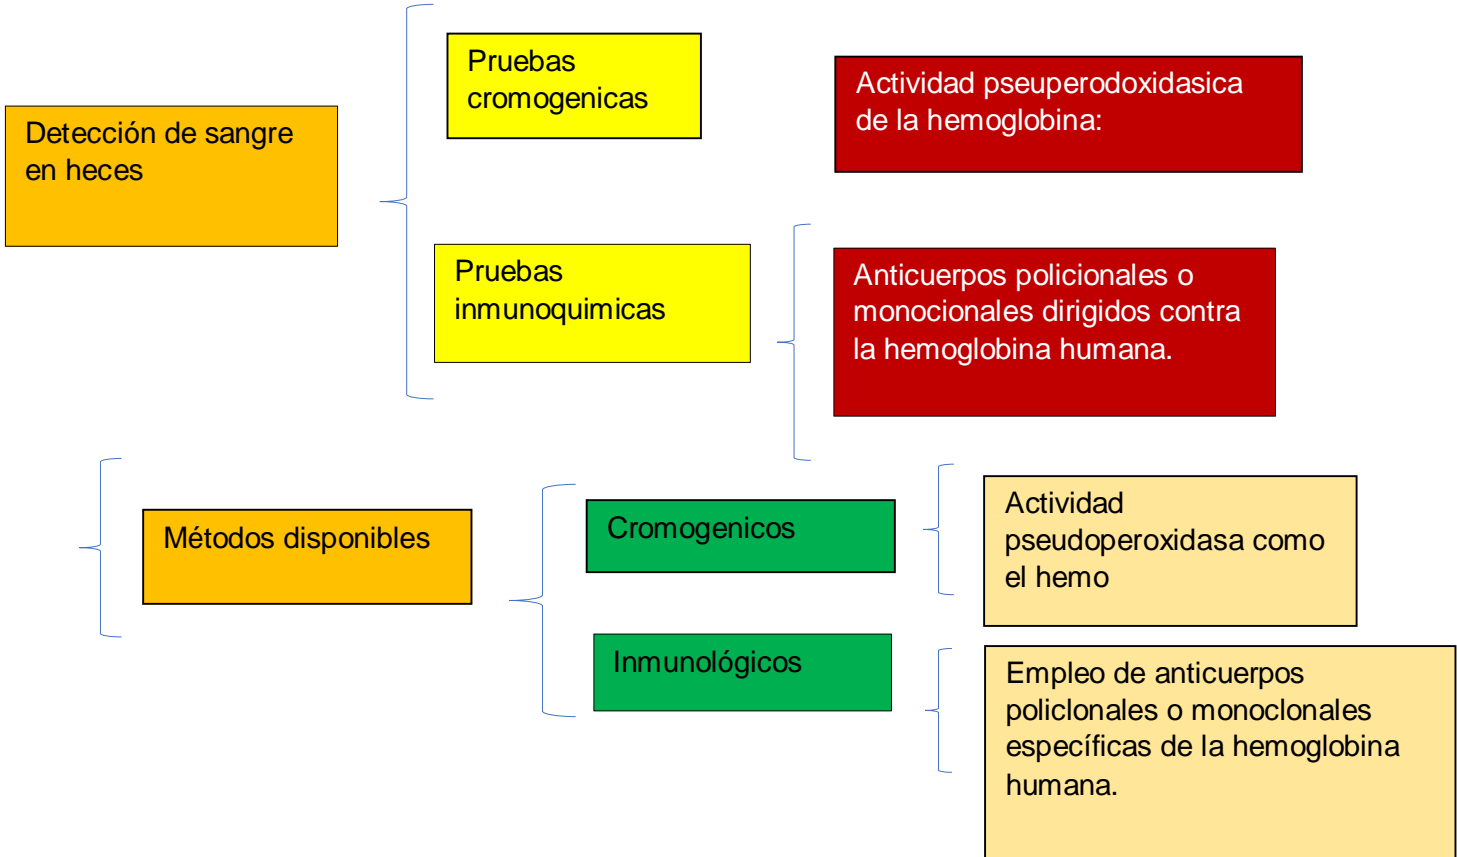 Detección de sangre
en heces
Pruebas
cromogenicas
Actividad pseuperodoxidasica
de la hemoglobina:
Pruebas
inmunoquimicas
Anticuerpos policionales o
monocionales dirigidos contra
la hemoglobina humana.
Métodos disponibles
Cromogenicos
Actividad
pseudoperoxidasa como
el hemo
Inmunológicos
Empleo de anticuerpos
policlonales o monoclonales
específicas de la hemoglobina
humana.